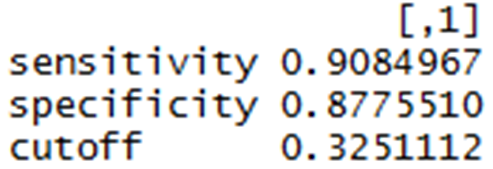 [,1]
sensitivity 0.9084967
specificity 0.8775510
cutoff 0.3251112